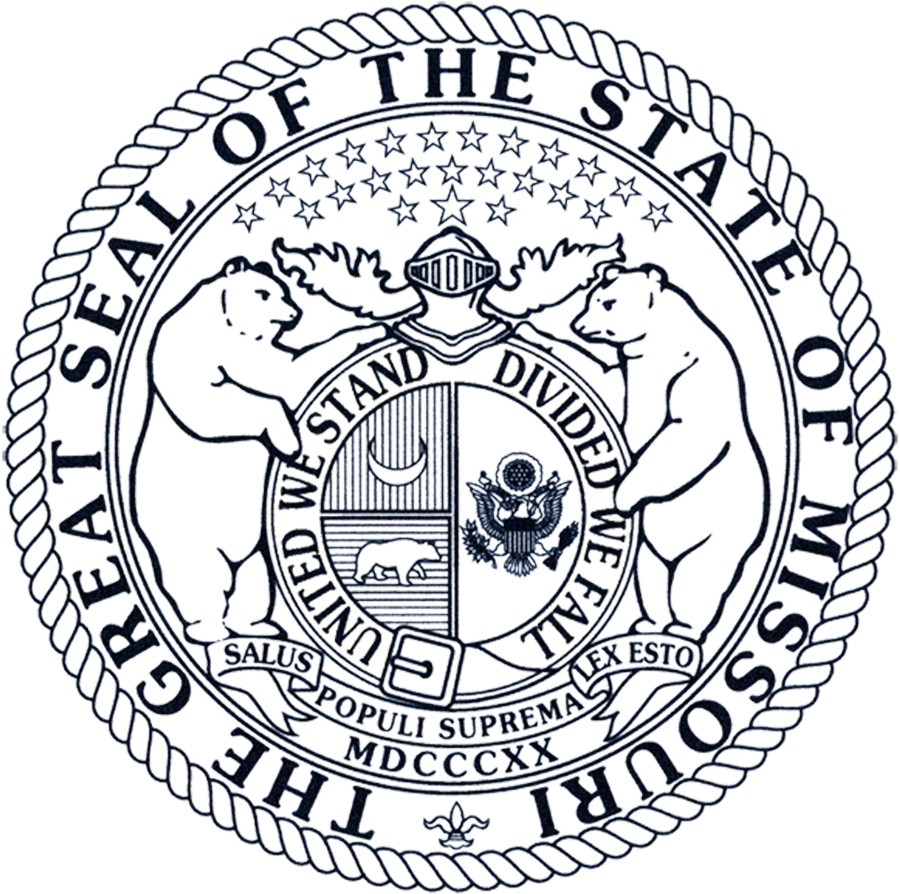 THE GREAT SEAL OF THE STATE OF MISSOURI
UNITED WE STAND DIVIDED WE FALL
SALUS
POPULI SUPREMA
LEX ESTO
MDCCCXX